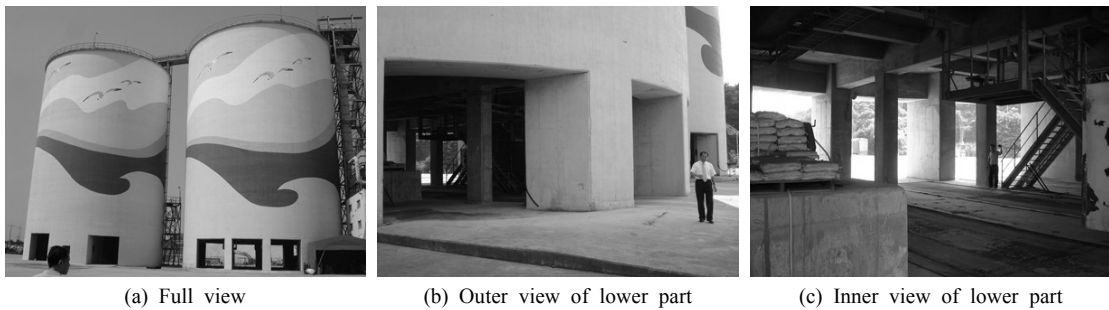 (a) Full view
(b) Outer view of lower part
(c) Inner view of lower part